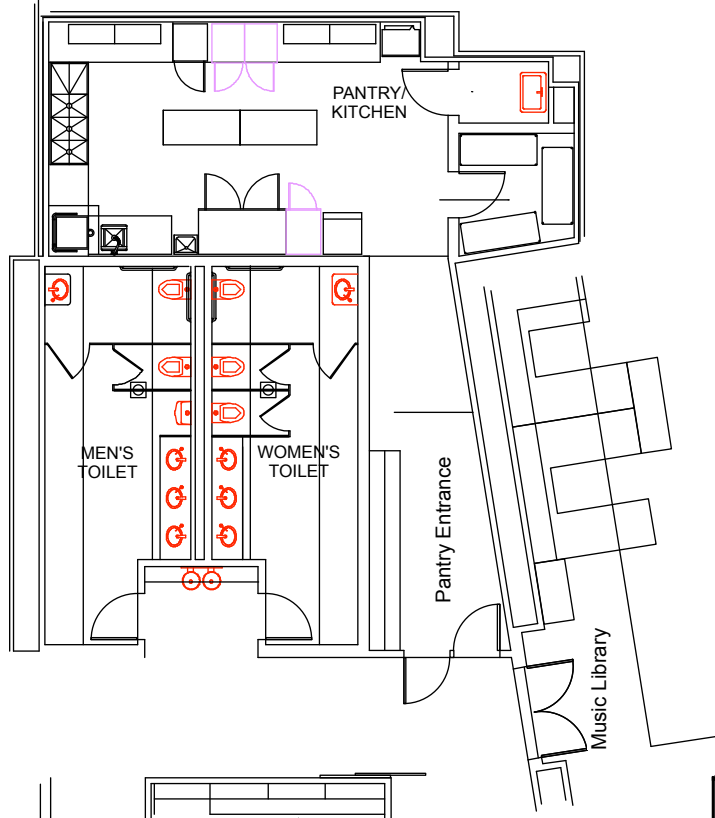 PANTRY/
KITCHEN
MEN'S
TOILET
WOMEN'S
TOILET
Pantry Entrance
Music Library